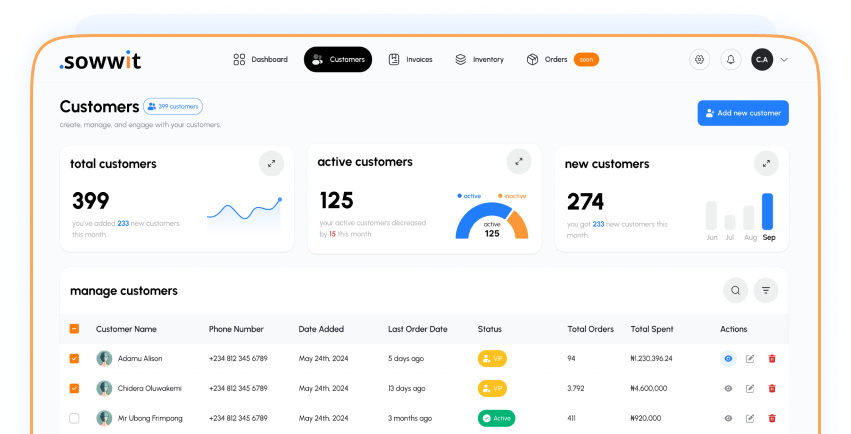 .sowwit
Dashboard
Customers
Invoices
Inventory
Orders
soon
C.A
Customers
399 customers
create, manage, and engage with your customers.
Add new customer
total customers
399
you've added 233 new customers
this month.
active customers
125
your active customers decreased
by 15 this month
active
inactive
active
125
new customers
274
you got 233 new customers this
month
Jun Jul Aug Sep
manage customers
Customer Name Phone Number Date Added Last Order Date Status Total Orders Total Spent Actions
Adamu Alison +234 812 345 6789 May 24th, 2024 5 days ago VIP 94 ₦1,230,396.24
Chidera Oluwakemi +234 812 345 6789 May 24th, 2024 13 days ago VIP 3.792 ₦4,600,000
Mr Ubong Frimpong +234 812 345 6789 May 24th, 2024 3 months ago Active 411 ₦920,000